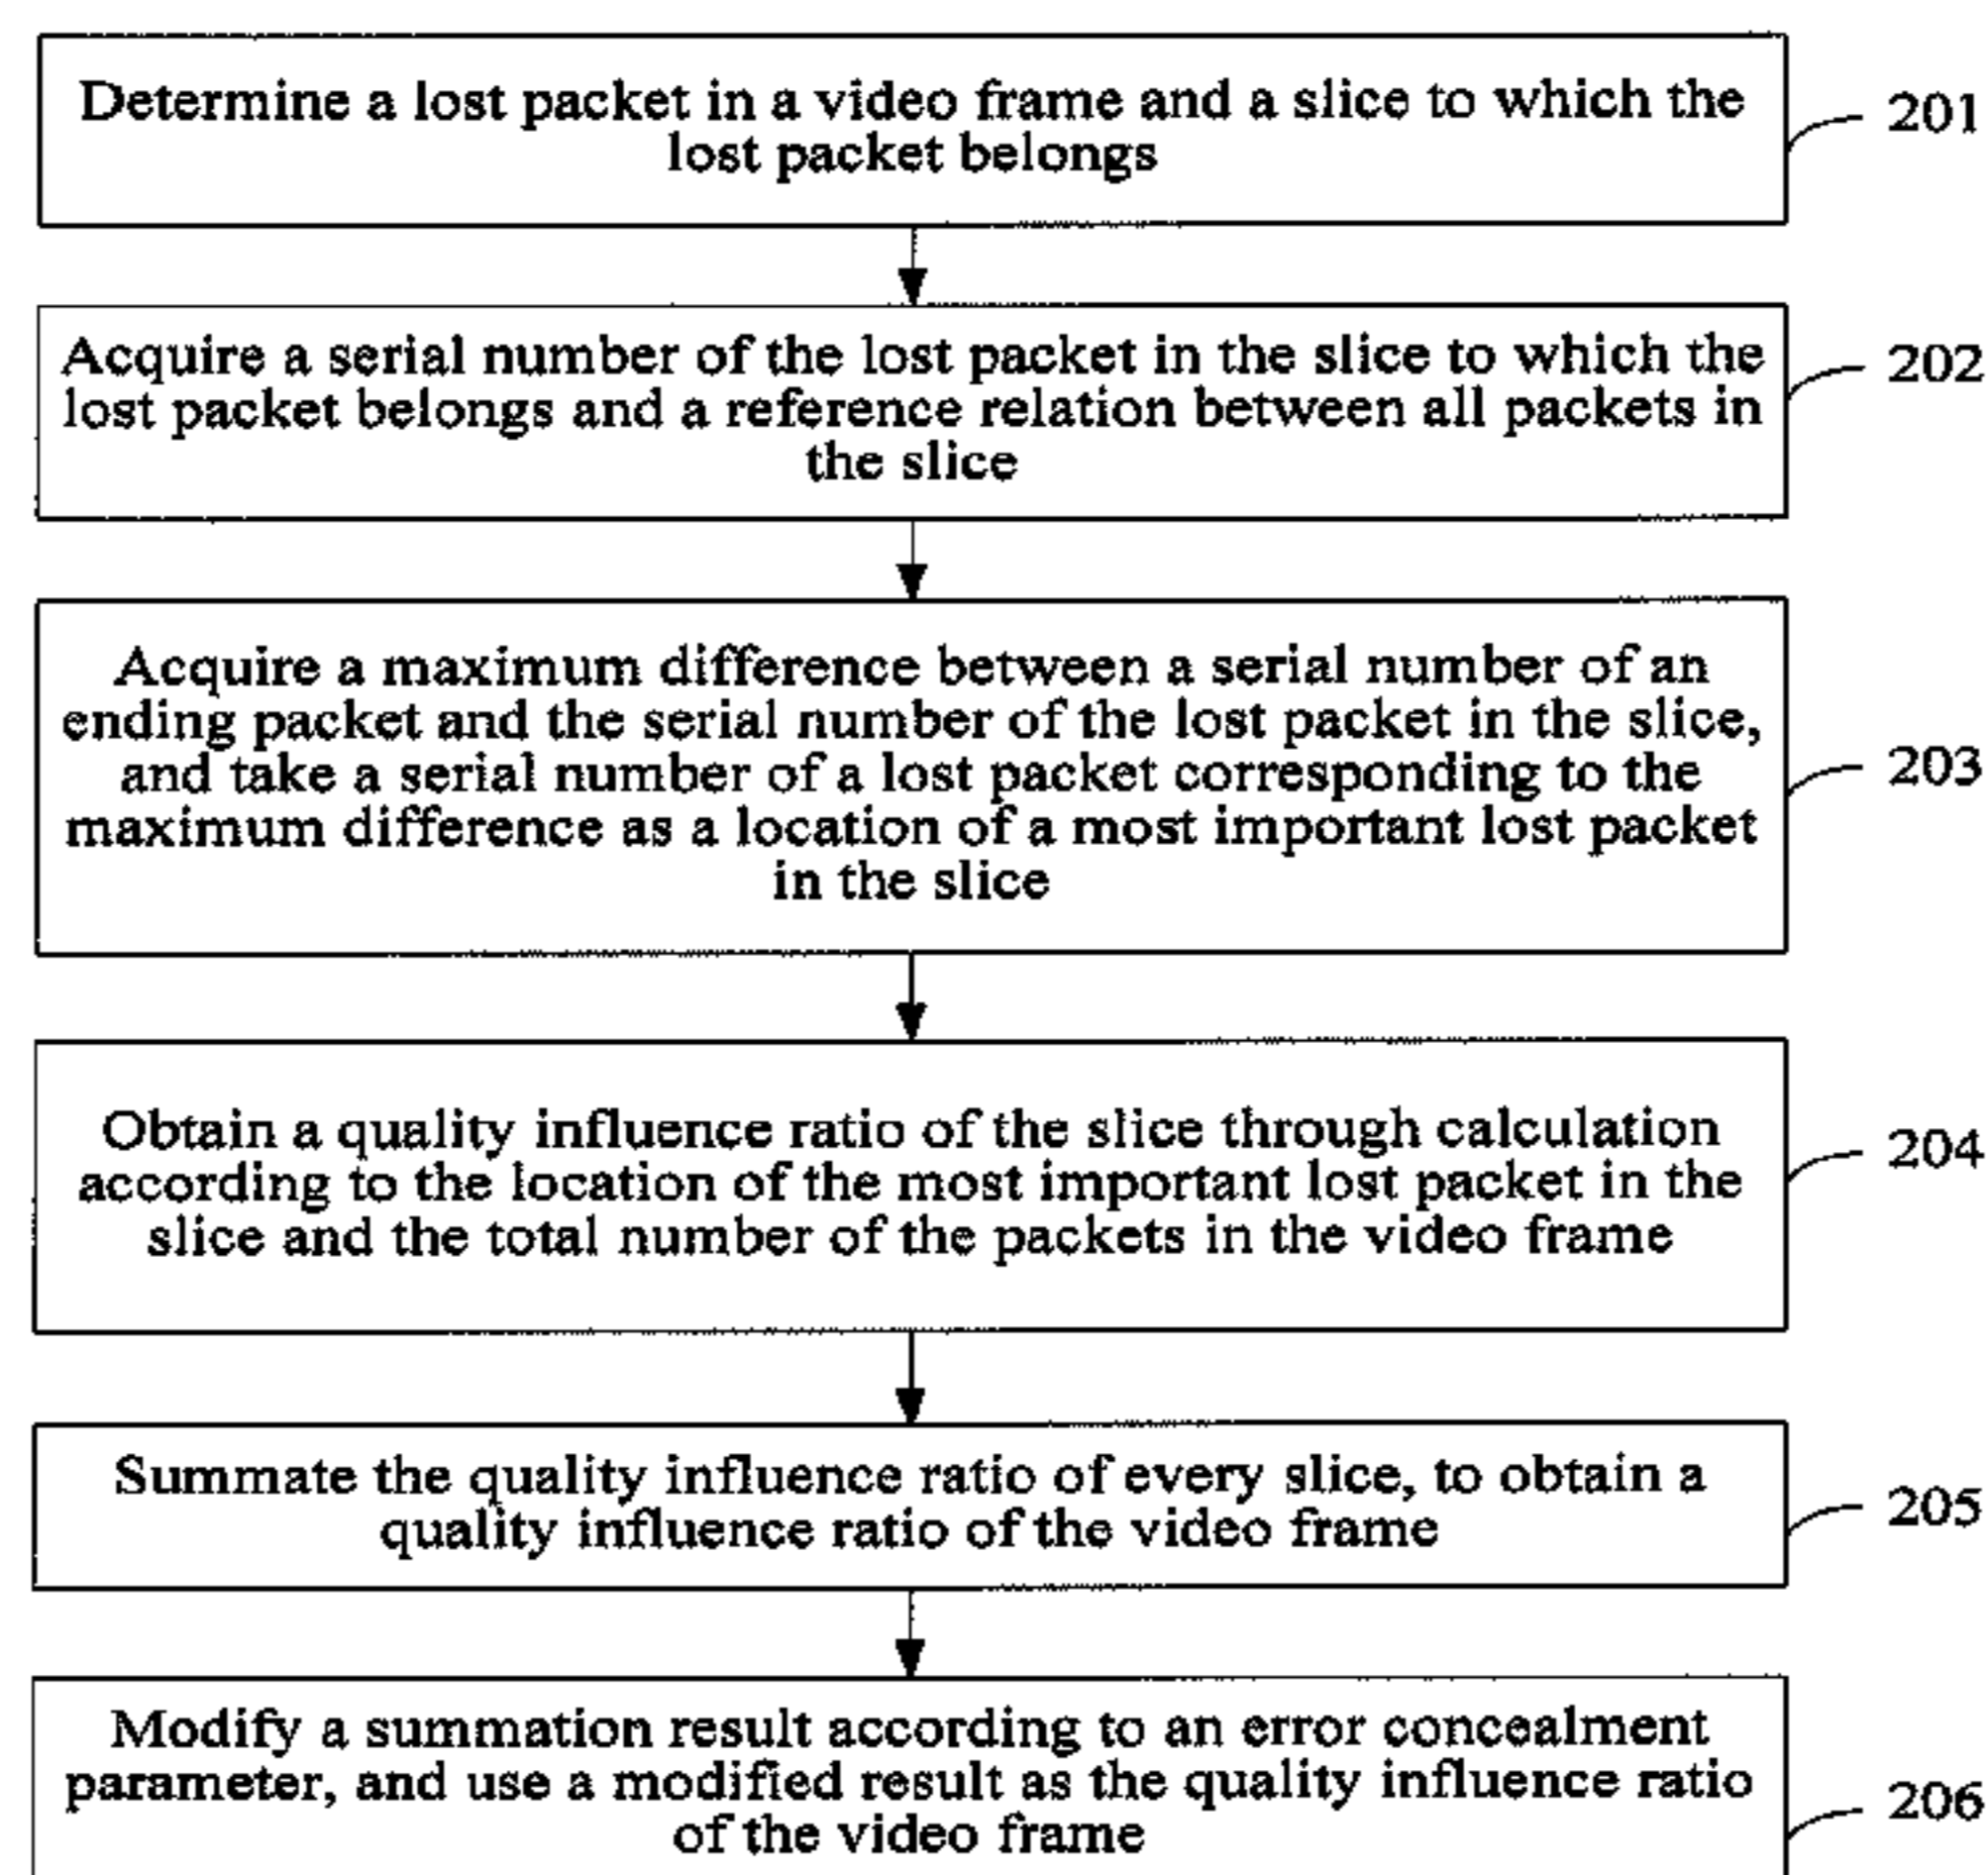 Determine a lost packet in a video frame and a slice to which the
lost packet belongs
201
Acquire a serial number of the lost packet in the slice to which the
lost packet belongs and a reference relation between all packets in
the slice
202
Acquire a maximum difference between a serial number of an
ending packet and the serial number of the lost packet in the slice,
and take a serial number of a lost packet corresponding to the
maximum difference as a location of a most important lost packet
in the slice
203
Obtain a quality influence ratio of the slice through calculation
according to the location of the most important lost packet in the
slice and the total number of the packets in the video frame
204
Summate the quality influence ratio of every slice, to obtain a
quality influence ratio of the video frame
205
Modify a summation result according to an error concealment
parameter, and use a modified result as the quality influence ratio
of the video frame
206